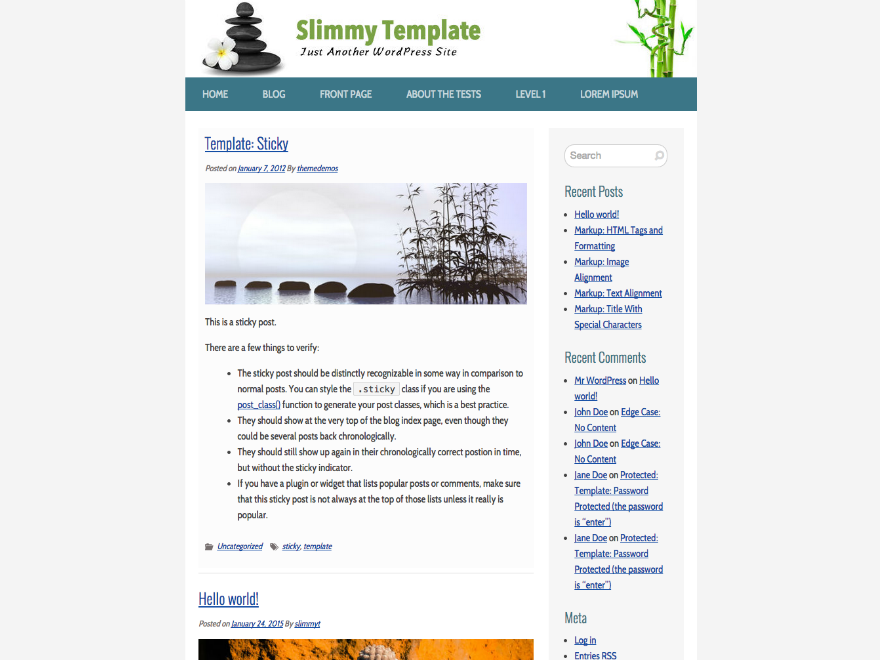 Slimmy Template
Just Another WordPress Site
HOME BLOG FRONT PAGE ABOUT THE TESTS LEVEL 1 LOREM IPSUM
Template: Sticky
Posted on January 7, 2012 By themedemos
This is a sticky post.
There are a few things to verify:
• The sticky post should be distinctly recognizable in some way in comparison to
normal posts. You can style the .sticky class if you are using the
post_class() function to generate your post classes, which is a best practice.
• They should show at the very top of the blog index page, even though they
could be several posts back chronologically.
• They should still show up again in their chronologically correct postion in time,
but without the sticky indicator.
• If you have a plugin or widget that lists popular posts or comments, make sure
that this sticky post is not always at the top of those lists unless it really is
popular.
Uncategorized sticky, template
Hello world!
Posted on January 24, 2015 By slimmyt
Search
Recent Posts
• Hello world!
• Markup: HTML Tags and
Formatting
• Markup: Image
Alignment
• Markup: Text Alignment
• Markup: Title With
Special Characters
Recent Comments
• Mr WordPress on Hello
world!
• John Doe on Edge Case:
No Content
• John Doe on Edge Case:
No Content
• Jane Doe on Protected:
Template: Password
Protected (the password
is “enter”)
• Jane Doe on Protected:
Template: Password
Protected (the password
is “enter”)
Meta
• Log in
• Entries RSS